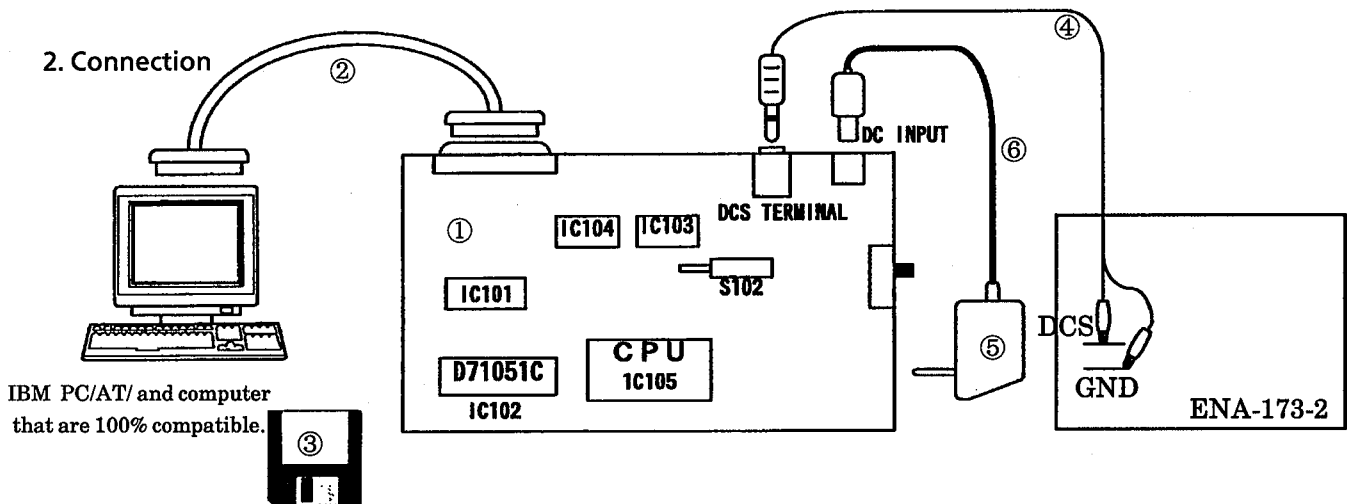 2. Connection
②
④
DC INPUT
⑥
DCS TERMINAL
①
IC104
IC103
S102
IC101
DCS
⑤
CPU
1C105
D71051C
IC102
GND
ENA-173-2
IBM PC/AT/ and computer
that are 100% compatible.
③